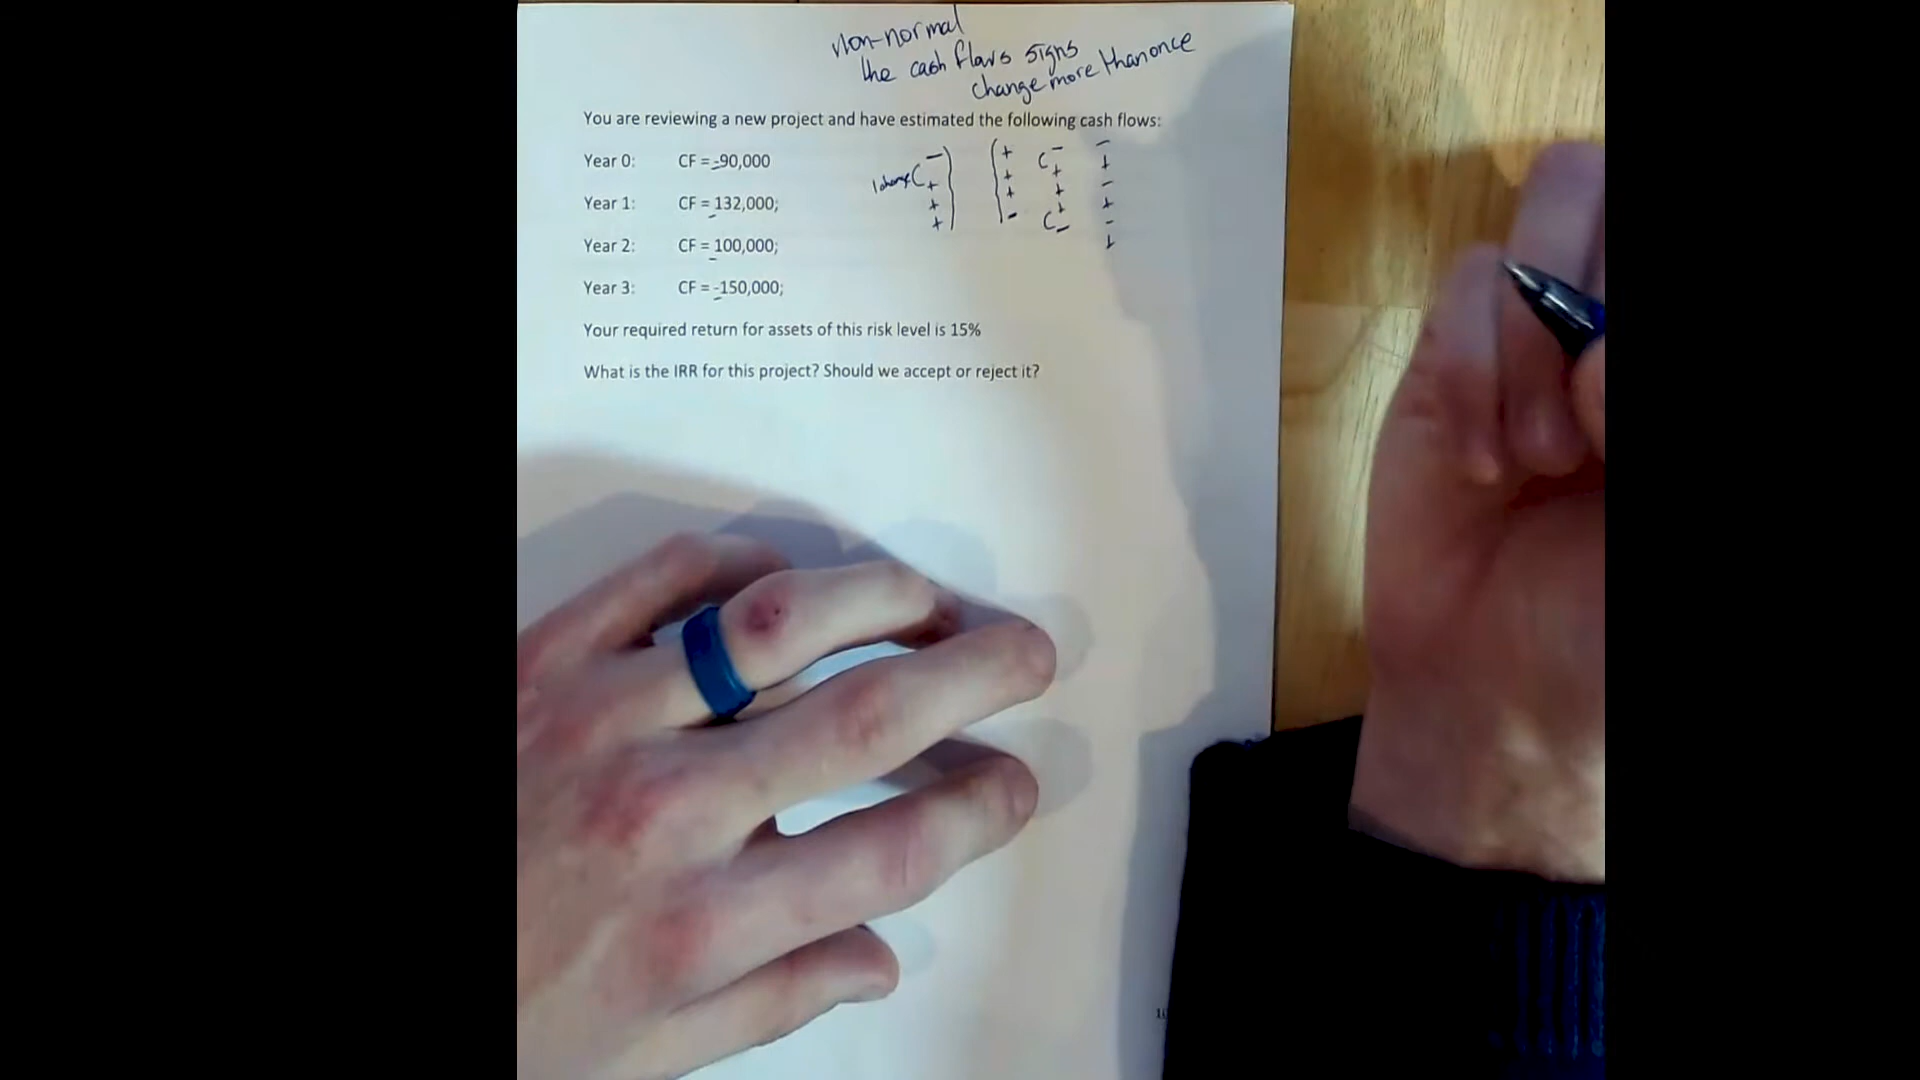 non-normal
the cash flows signs
change more than once
You are reviewing a new project and have estimated the following cash flows:
Year 0: CF = -90,000
Year 1: CF = 132,000;
Year 2: CF = 100,000;
Year 3: CF = -150,000;
1 change C - + + +
+ + + -
C - + + + C -
- + - + - +
Your required return for assets of this risk level is 15%
What is the IRR for this project? Should we accept or reject it?